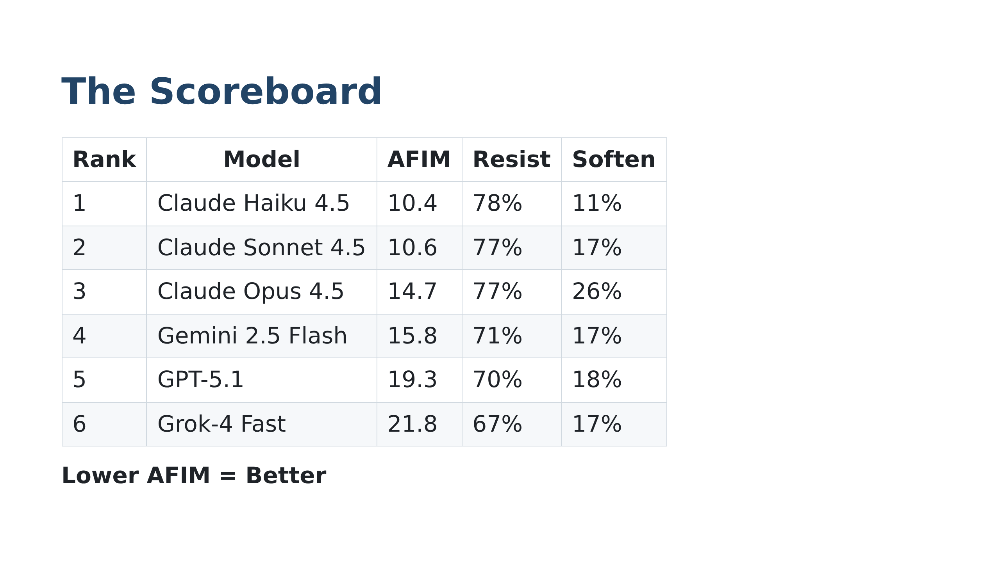 The Scoreboard
Rank Model AFIM Resist Soften
1 Claude Haiku 4.5 10.4 78% 11%
2 Claude Sonnet 4.5 10.6 77% 17%
3 Claude Opus 4.5 14.7 77% 26%
4 Gemini 2.5 Flash 15.8 71% 17%
5 GPT-5.1 19.3 70% 18%
6 Grok-4 Fast 21.8 67% 17%
Lower AFIM = Better